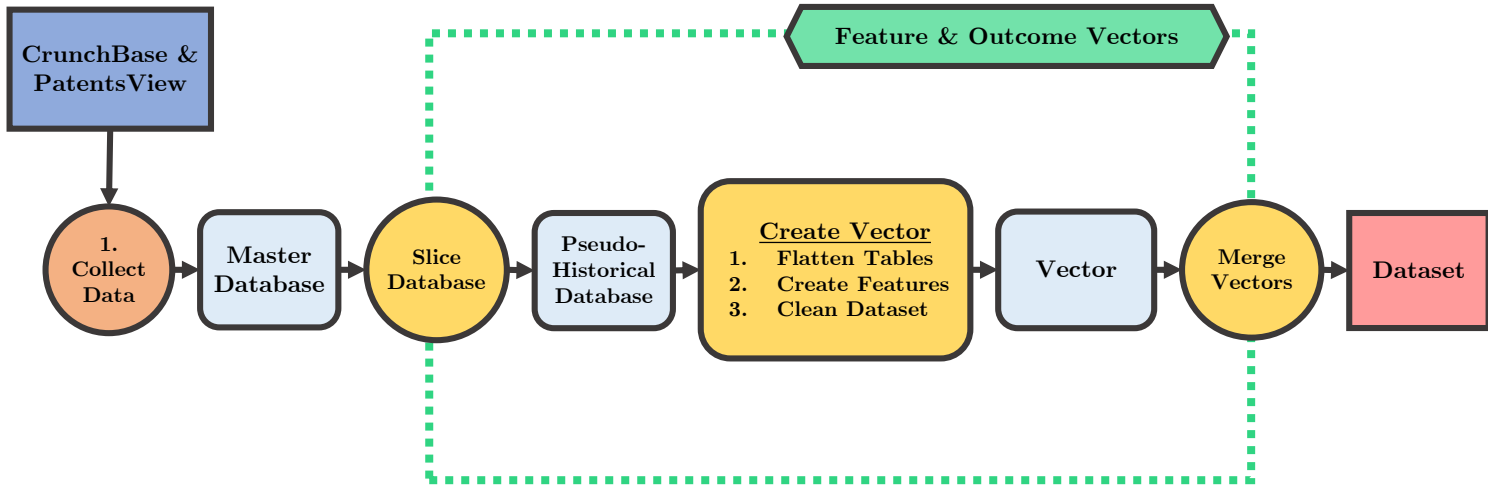 CrunchBase &
PatentsView
Feature & Outcome Vectors
1.
Collect
Data
Master
Database
Slice
Database
Pseudo-
Historical
Database
Create Vector
1. Flatten Tables
2. Create Features
3. Clean Dataset
Vector
Merge
Vectors
Dataset